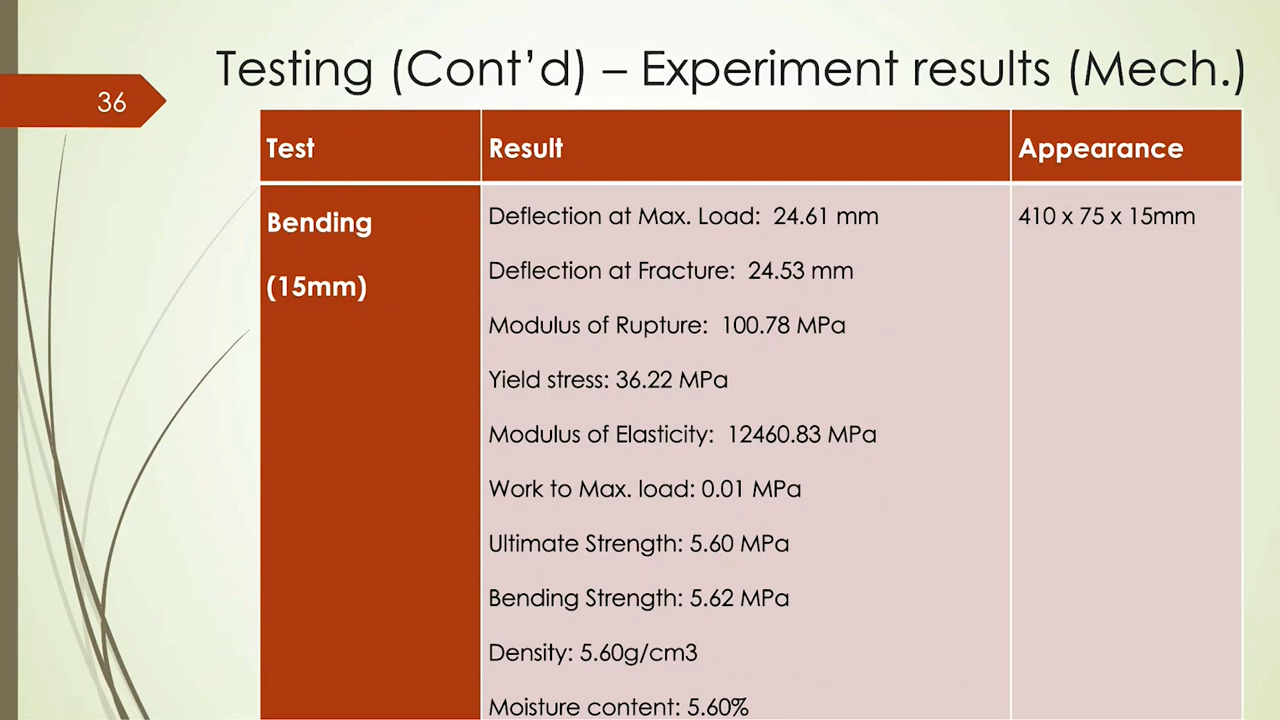 Testing (Cont'd) – Experiment results (Mech.)
36
Test
Result
Appearance
Bending
(15mm)
Deflection at Max. Load:  24.61 mm
Deflection at Fracture:  24.53 mm
Modulus of Rupture:  100.78 MPa
Yield stress: 36.22 MPa
Modulus of Elasticity:  12460.83 MPa
Work to Max. load: 0.01 MPa
Ultimate Strength: 5.60 MPa
Bending Strength: 5.62 MPa
Density: 5.60g/cm3
Moisture content: 5.60%
410 x 75 x 15mm